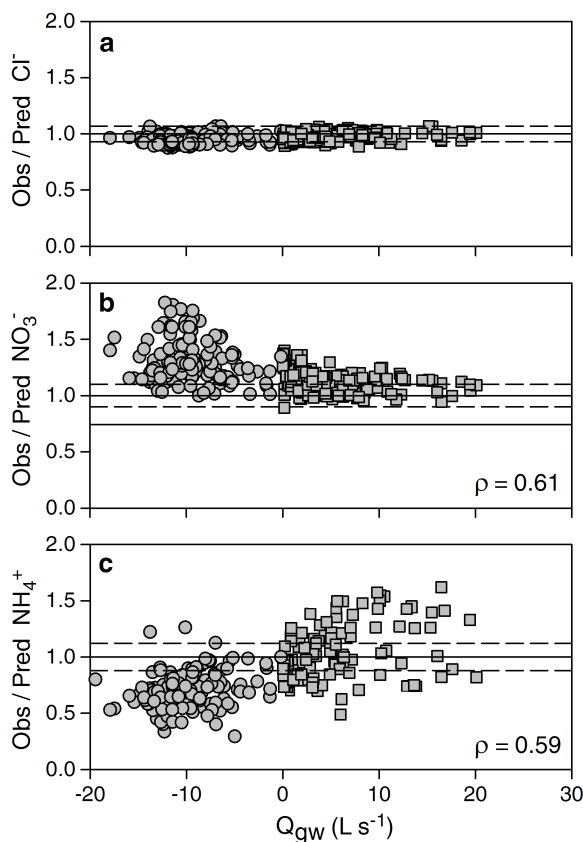 a
Obs / Pred Cl⁻
2.0
1.5
1.0
0.5
0.0
b
Obs / Pred NO₃⁻
2.0
1.5
1.0
0.5
0.0
ρ = 0.61
c
Obs / Pred NH₄⁺
2.0
1.5
1.0
0.5
0.0
ρ = 0.59
-20 -10 0 10 20 30
Qgw (L s⁻¹)